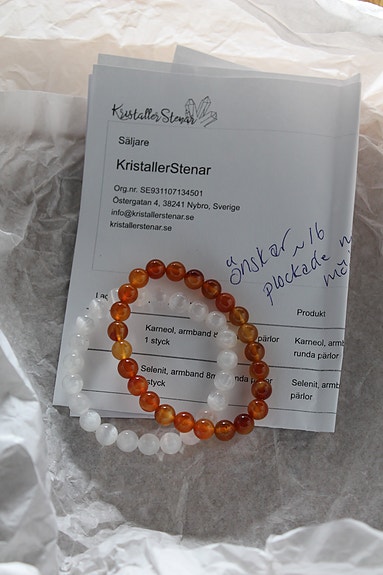 KristallerStenar
Säljare
KristallerStenar
Org.nr. SE931107134501
Östergatan 4, 38241 Nybro, Sverige
info@kristallerstenar.se
kristallerstenar.se
önskar ~ 16
plockade
Produkt
Karneol, armband
1 styck
Karneol, arm
runda pärlor
Selenit, armband 8m
styck
pärlor
Selenit, armb
pärlor